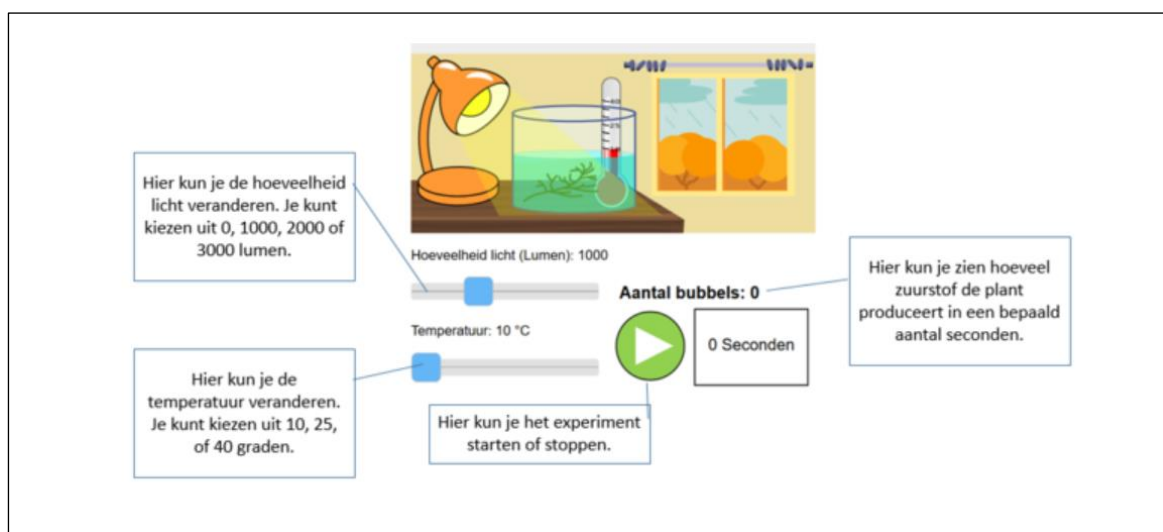 40
25
Hier kun je de hoeveelheid
licht veranderen. Je kunt
kiezen uit 0, 1000, 2000 of
3000 lumen.
Hoeveelheid licht (Lumen): 1000
Aantal bubbels: 0
Hier kun je zien hoeveel
zuurstof de plant
produceert in een bepaald
aantal seconden.
Temperatuur: 10 °C
0 Seconden
Hier kun je de
temperatuur veranderen.
Je kunt kiezen uit 10, 25,
of 40 graden.
Hier kun je het experiment
starten of stoppen.